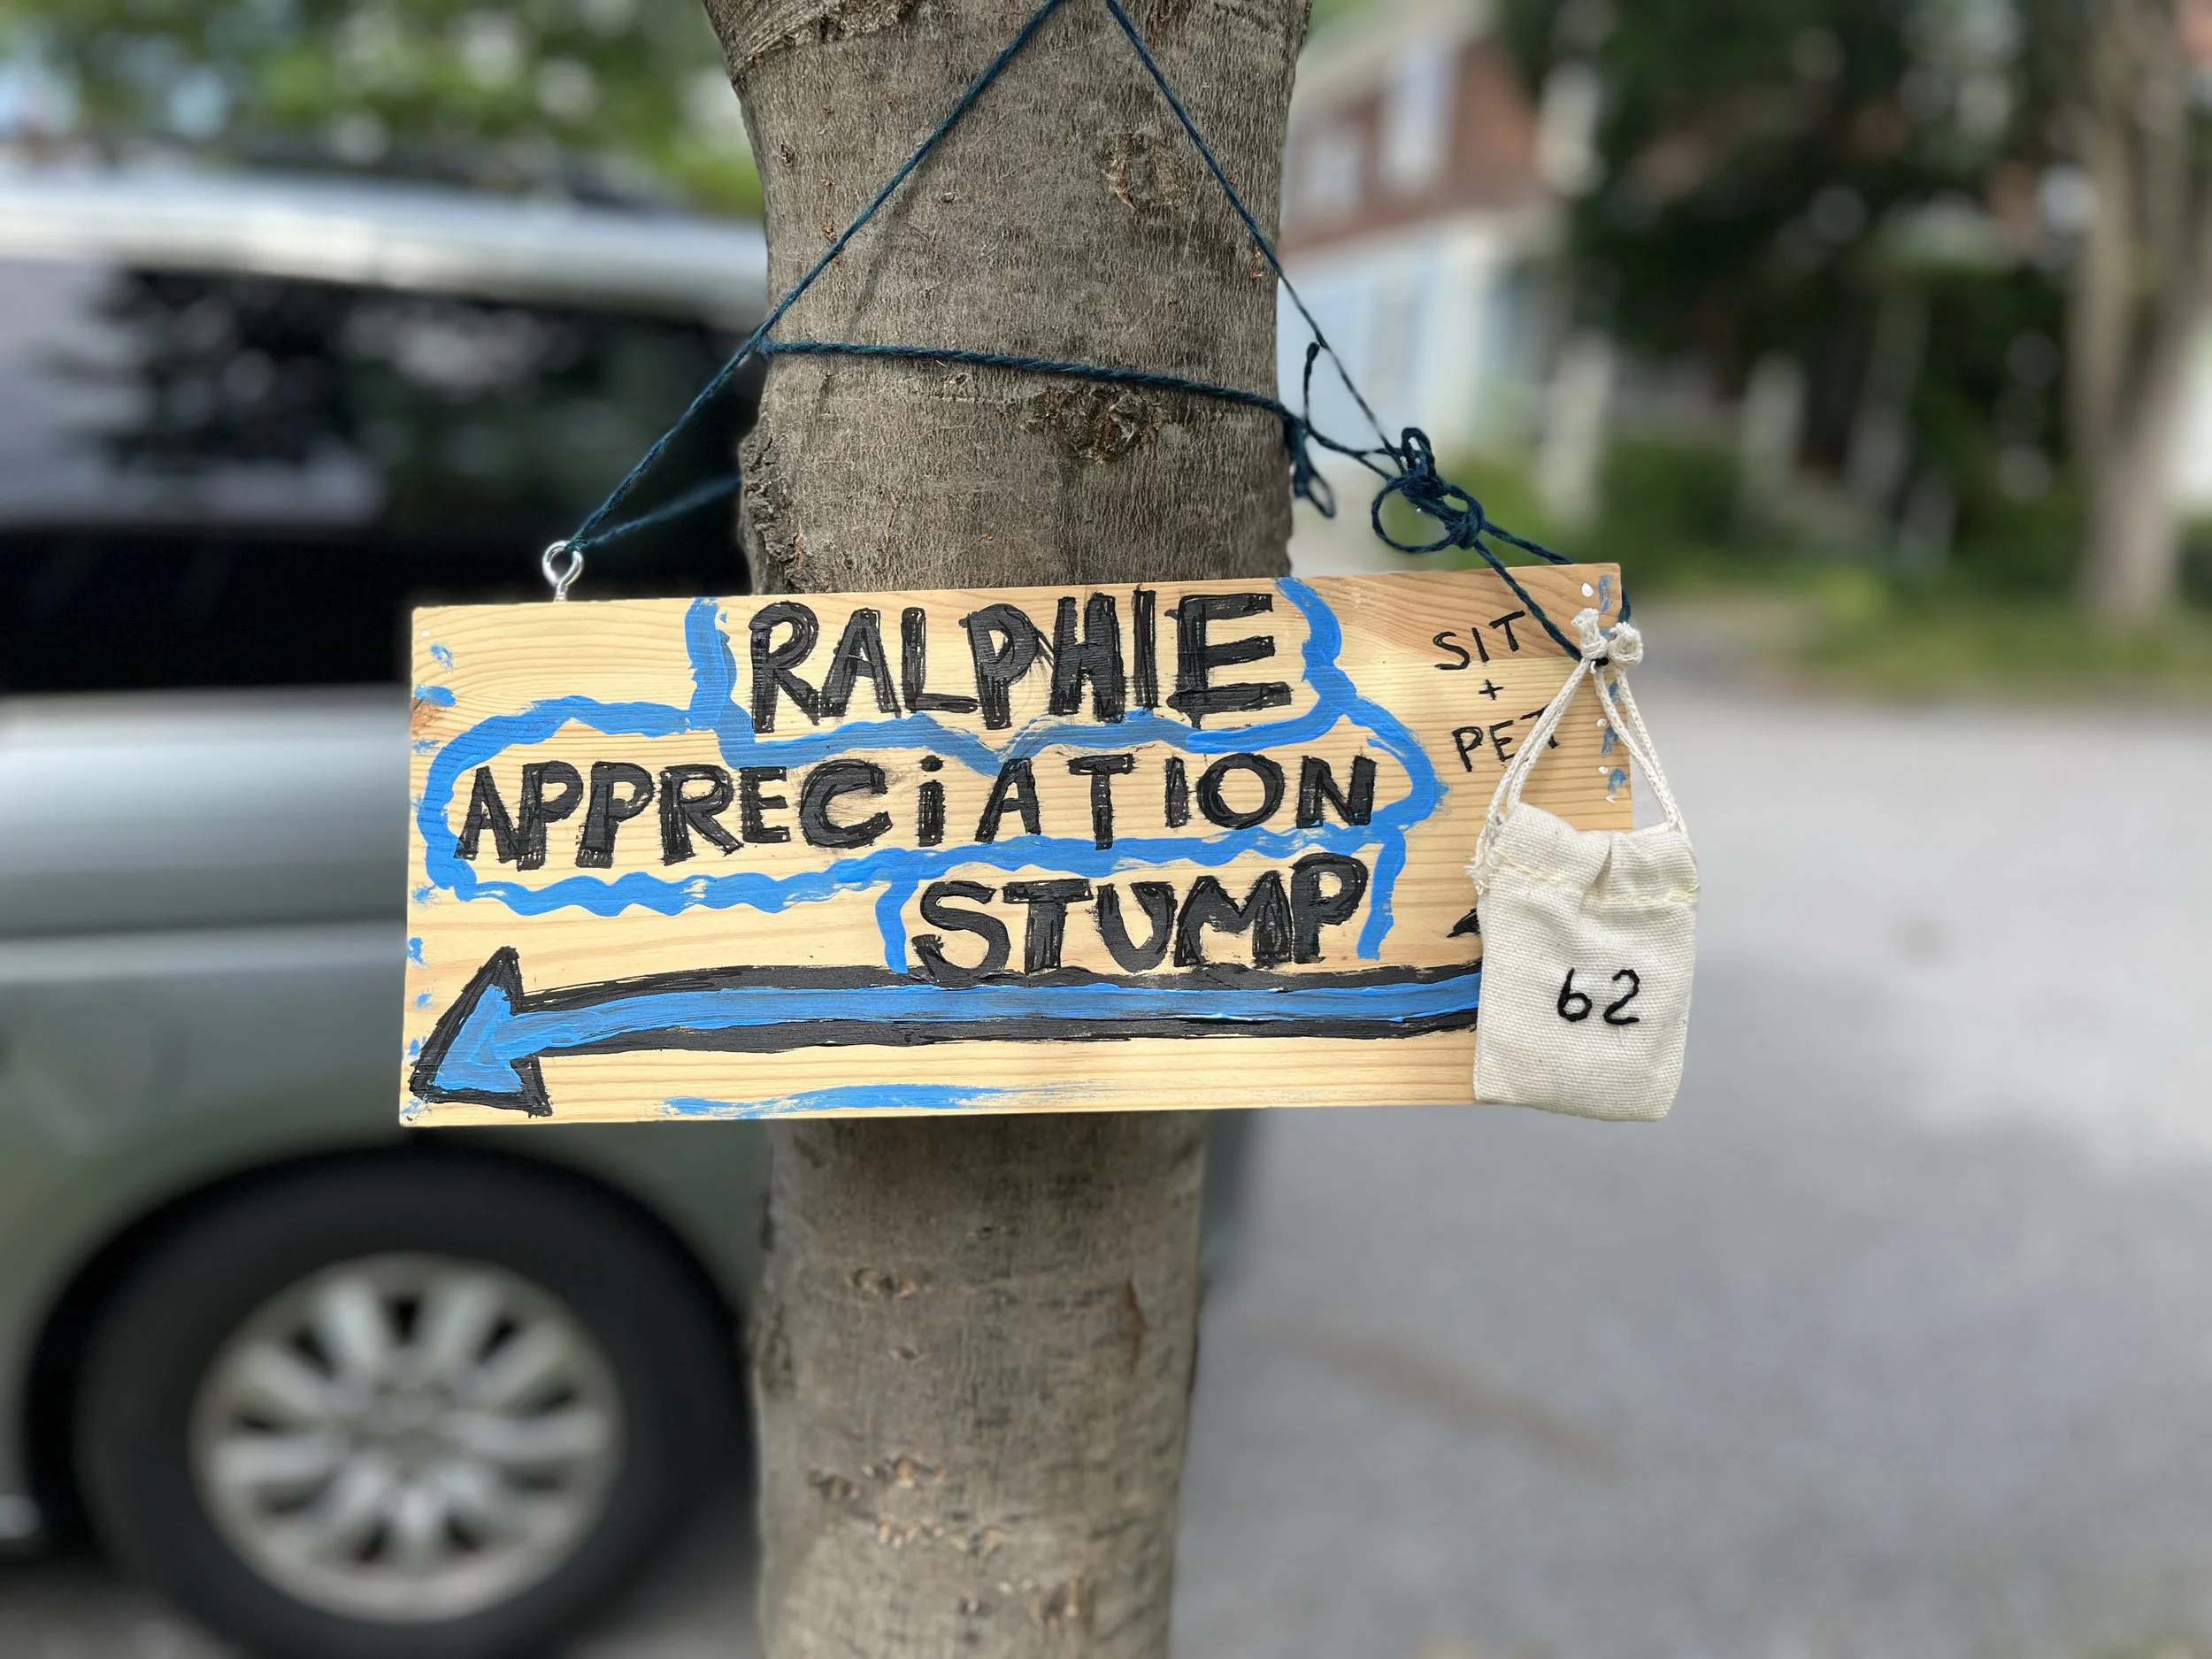 RALPHIE
APPRECiATION
STUMP
SIT
+
PET
62